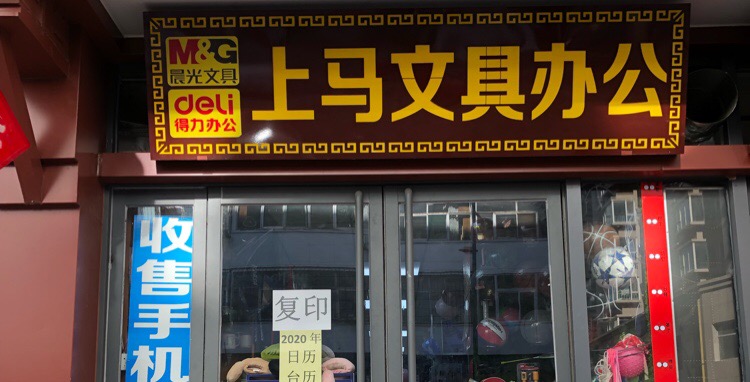 M&G
晨光文具
deli
得力办公
上马文具办公
收售手机
复印
2020年
日历
台历